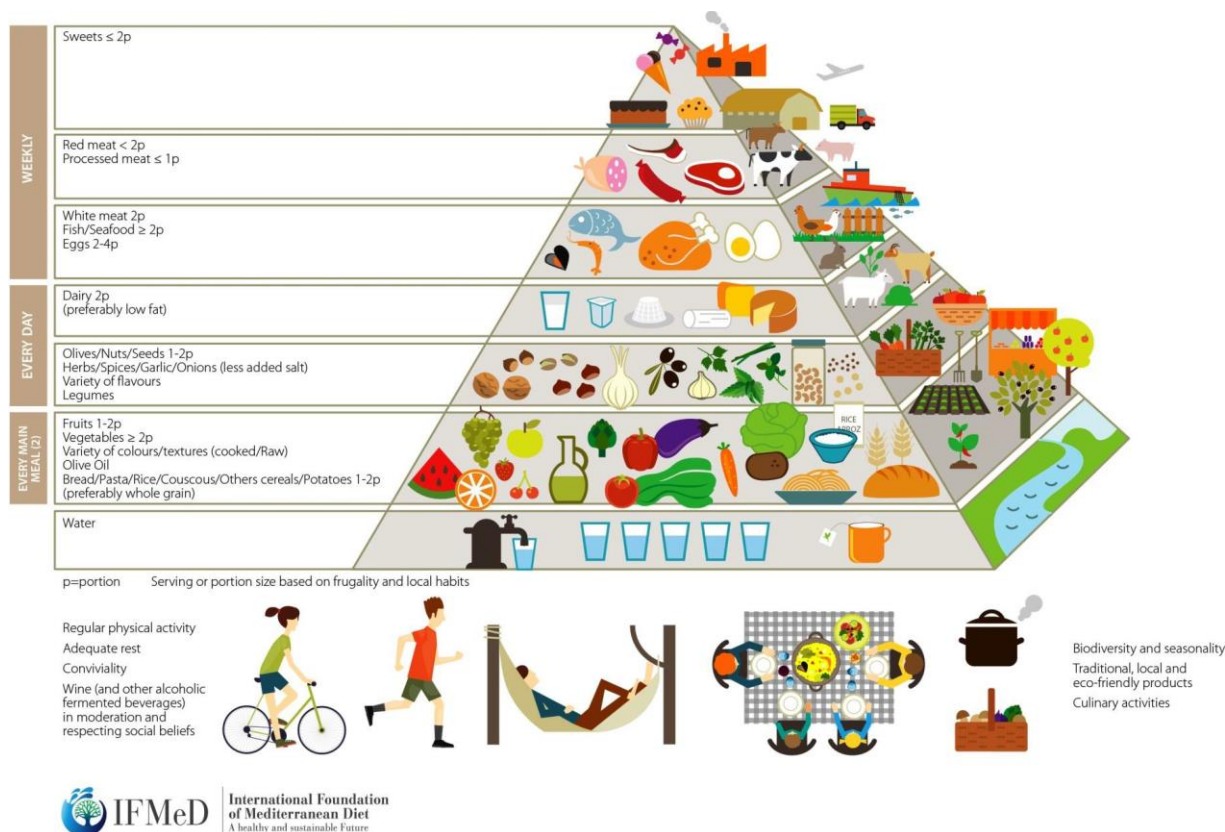 WEEKLY
Sweets ≤ 2p
Red meat < 2p
Processed meat ≤ 1p
White meat 2p
Fish/Seafood ≥ 2p
Eggs 2-4p
EVERY DAY
Dairy 2p
(preferably low fat)
Olives/Nuts/Seeds 1-2p
Herbs/Spices/Garlic/Onions (less added salt)
Variety of flavours
Legumes
EVERY MAIN
MEAL (2)
Fruits 1-2p
Vegetables ≥ 2p
Variety of colours/textures (cooked/Raw)
Olive Oil
Bread/Pasta/Rice/Couscous/Others cereals/Potatoes 1-2p
(preferably whole grain)
RICE
ARROZ
Water
p=portion Serving or portion size based on frugality and local habits
Regular physical activity
Adequate rest
Conviviality
Wine (and other alcoholic
fermented beverages)
in moderation and
respecting social beliefs
Biodiversity and seasonality
Traditional, local and
eco-friendly products
Culinary activities
IFMeD
International Foundation
of Mediterranean Diet
A healthy and sustainable Future